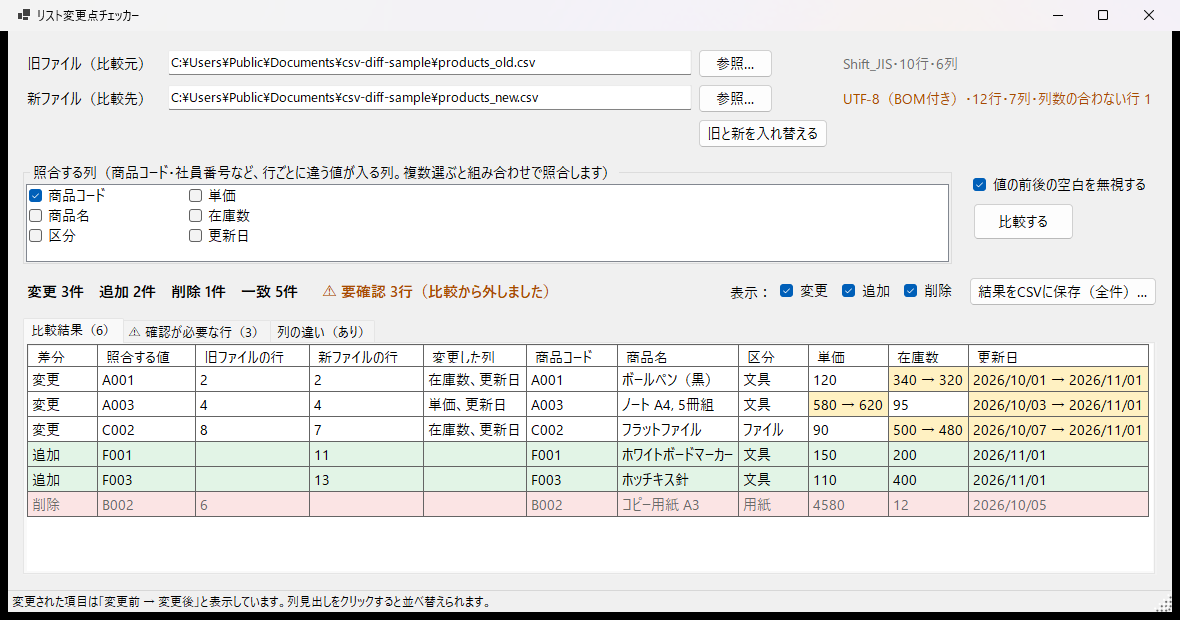 リスト変更点チェッカー
旧ファイル（比較元） C:¥Users¥Public¥Documents¥csv-diff-sample¥products_old.csv 参照... Shift_JIS・10行・6列
新ファイル（比較先） C:¥Users¥Public¥Documents¥csv-diff-sample¥products_new.csv 参照... UTF-8（BOM付き）・12行・7列・列数の合わない行 1
旧と新を入れ替える
照合する列（商品コード・社員番号など、行ごとに違う値が入る列。複数選ぶと組み合わせで照合します）
商品コード 単価 値の前後の空白を無視する
商品名 在庫数
区分 更新日 比較する
変更 3件 追加 2件 削除 1件 一致 5件 ⚠ 要確認 3行（比較から外しました） 表示： 変更 追加 削除 結果をCSVに保存（全件）...
比較結果（6） ⚠ 確認が必要な行（3） 列の違い（あり）
差分 照合する値 旧ファイルの行 新ファイルの行 変更した列 商品コード 商品名 区分 単価 在庫数 更新日
変更 A001 2 2 在庫数、更新日 A001 ボールペン（黒） 文具 120 340 → 320 2026/10/01 → 2026/11/01
変更 A003 4 4 単価、更新日 A003 ノート A4, 5冊組 文具 580 → 620 95 2026/10/03 → 2026/11/01
変更 C002 8 7 在庫数、更新日 C002 フラットファイル ファイル 90 500 → 480 2026/10/07 → 2026/11/01
追加 F001 11 F001 ホワイトボードマーカー 文具 150 200 2026/11/01
追加 F003 13 F003 ホッチキス針 文具 110 400 2026/11/01
削除 B002 6 B002 コピー用紙 A3 用紙 4580 12 2026/10/05
変更された項目は「変更前 → 変更後」と表示しています。列見出しをクリックすると並べ替えられます。